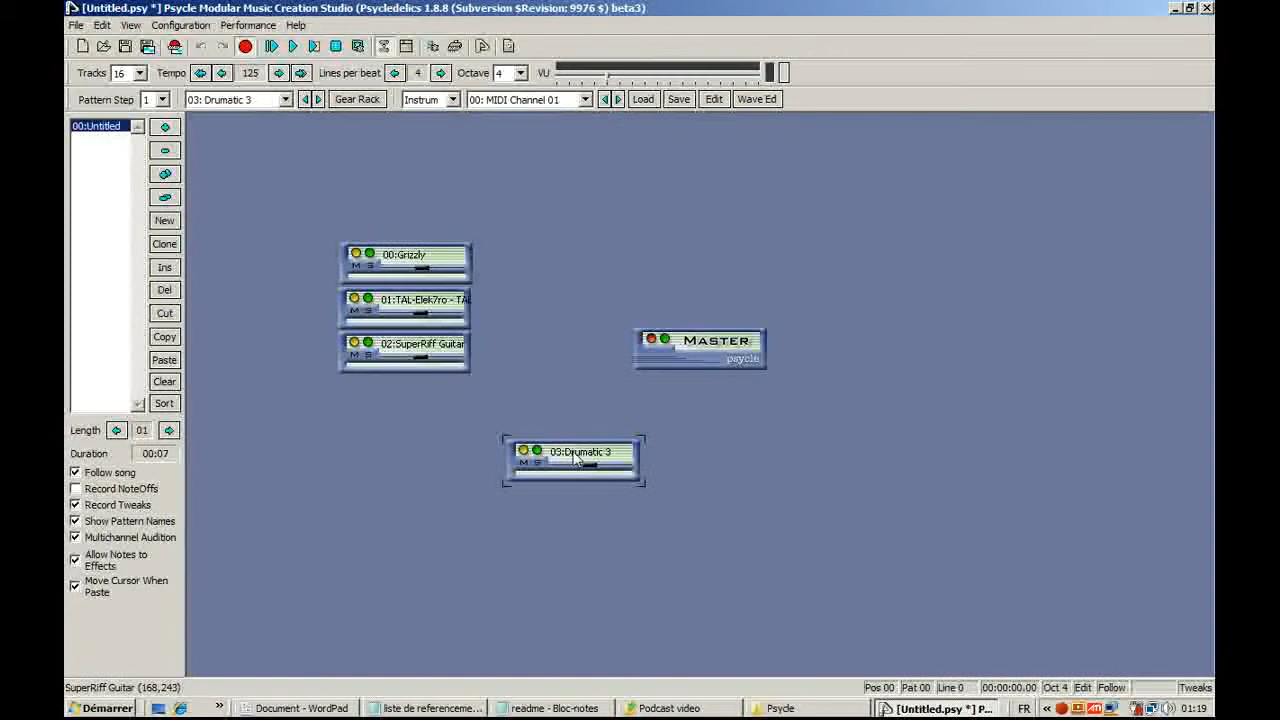 [Untitled.psy *] Psycle Modular Music Creation Studio (Psycledelics 1.8.8 (Subversion $Revision: 9976 $) beta3)
File Edit View Configuration Performance Help
Tracks 16 Tempo 125 Lines per beat 4 Octave 4 VU
Pattern Step 1 03: Drumatic 3 Gear Rack Instrum 00: MIDI Channel 01 Load Save Edit Wave Ed
00:Untitled
New
Clone
Ins
Del
Cut
Copy
Paste
Clear
Sort
Length 01
Duration 00:07
Follow song
Record NoteOffs
Record Tweaks
Show Pattern Names
Multichannel Audition
Allow Notes to
Effects
Move Cursor When
Paste
00:Grizzly
M S
01:TAL-Elek7ro - TAL
M S
02:SuperRiff Guitar
M S
Master
psycle
03:Drumatic 3
M S
SuperRiff Guitar (168,243) Pos 00 Pat 00 Line 0 00:00:00.00 Oct 4 Edit Follow Tweaks
Démarrer » Document - WordPad liste de referenceme... readme - Bloc-notes Podcast video Psycle [Untitled.psy *] P... FR « 01:19